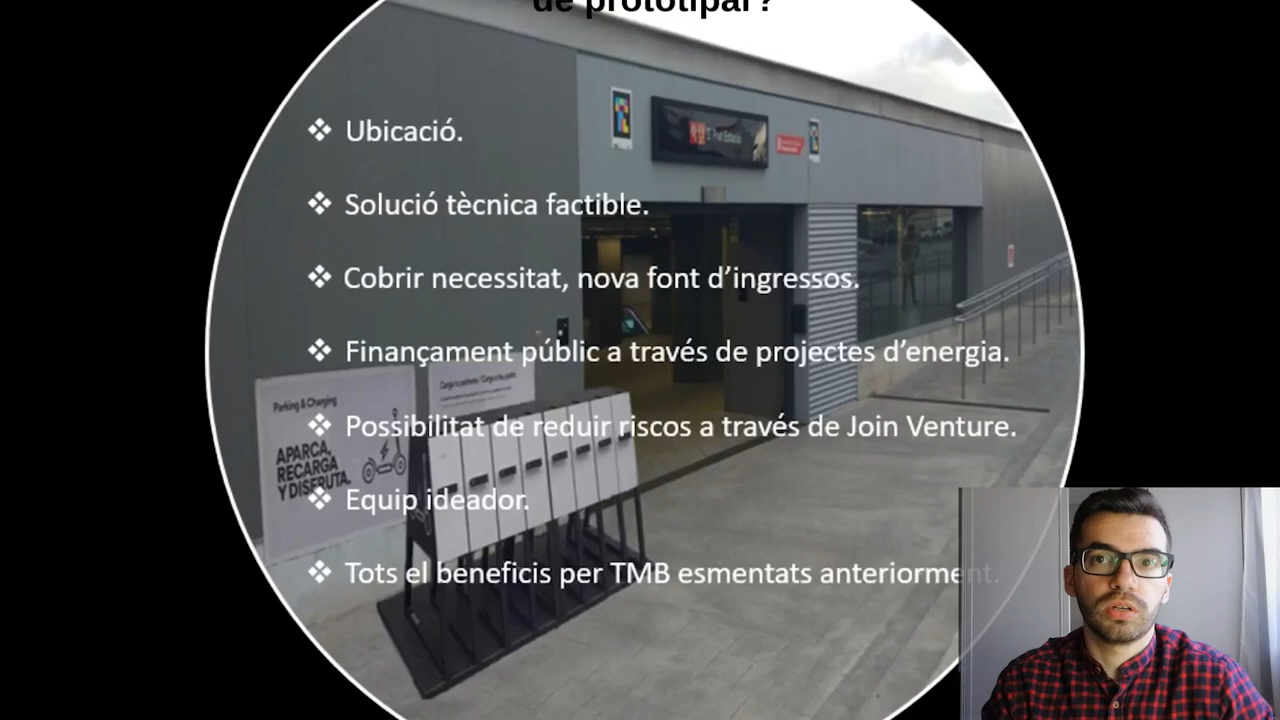 de prototipar?
❖ Ubicació.
❖ Solució tècnica factible.
❖ Cobrir necessitat, nova font d’ingressos.
❖ Finançament públic a través de projectes d’energia.
❖ Possibilitat de reduir riscos a través de Join Venture.
❖ Equip ideador.
❖ Tots el beneficis per TMB esmentats anteriorment.
Parking & Charging
APARCA,
RECARGA
Y DISFRUTA.